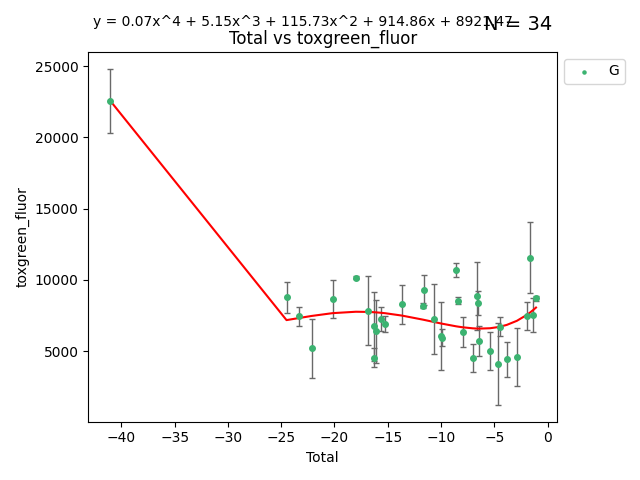 y = 0.07x^4 + 5.15x^3 + 115.73x^2 + 914.86x + 8921.47
N = 34
Total vs toxgreen_fluor
G
25000
20000
15000
10000
5000
toxgreen_fluor
−40 −35 −30 −25 −20 −15 −10 −5 0
Total